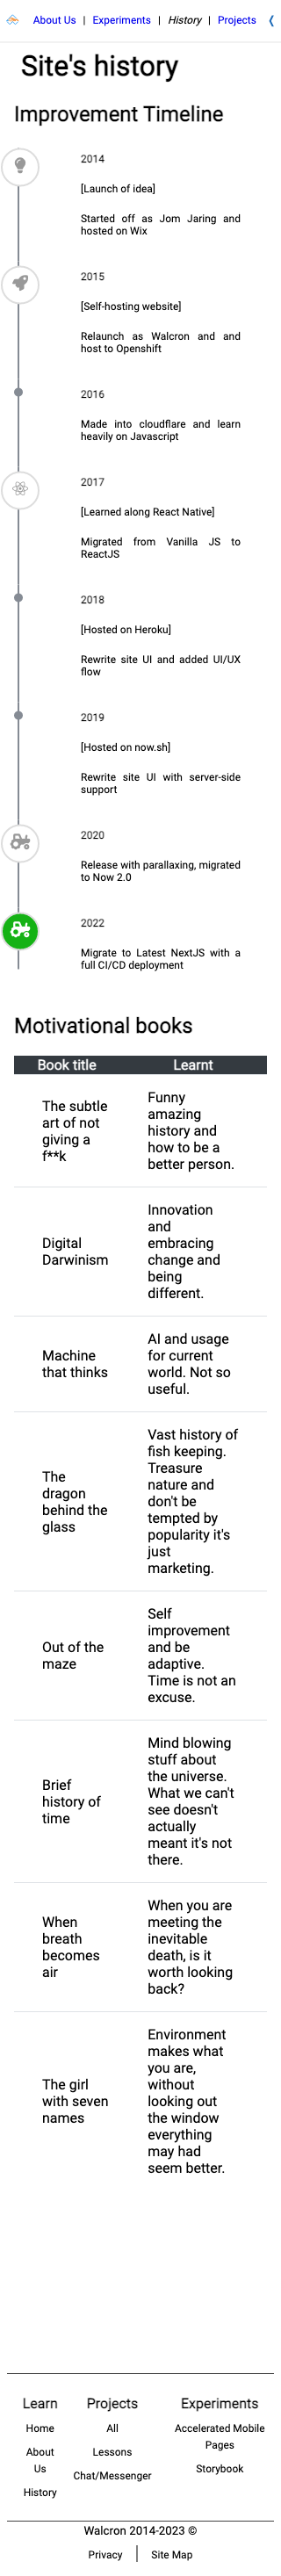 About Us | Experiments | History | Projects
Site's history
Improvement Timeline
2014
[Launch of idea]
Started off as Jom Jaring and
hosted on Wix
2015
[Self-hosting website]
Relaunch as Walcron and and
host to Openshift
2016
Made into cloudflare and learn
heavily on Javascript
2017
[Learned along React Native]
Migrated from Vanilla JS to
ReactJS
2018
[Hosted on Heroku]
Rewrite site UI and added UI/UX
flow
2019
[Hosted on now.sh]
Rewrite site UI with server-side
support
2020
Release with parallaxing, migrated
to Now 2.0
2022
Migrate to Latest NextJS with a
full CI/CD deployment
Motivational books
Book title Learnt
The subtle
art of not
giving a
f**k
Funny
amazing
history and
how to be a
better person.
Digital
Darwinism
Innovation
and
embracing
change and
being
different.
Machine
that thinks
AI and usage
for current
world. Not so
useful.
The
dragon
behind the
glass
Vast history of
fish keeping.
Treasure
nature and
don't be
tempted by
popularity it's
just
marketing.
Out of the
maze
Self
improvement
and be
adaptive.
Time is not an
excuse.
Brief
history of
time
Mind blowing
stuff about
the universe.
What we can't
see doesn't
actually
meant it's not
there.
When
breath
becomes
air
When you are
meeting the
inevitable
death, is it
worth looking
back?
The girl
with seven
names
Environment
makes what
you are,
without
looking out
the window
everything
may had
seem better.
Learn
Home
About
Us
History
Projects
All
Lessons
Chat/Messenger
Experiments
Accelerated Mobile
Pages
Storybook
Walcron 2014-2023 ©
Privacy | Site Map